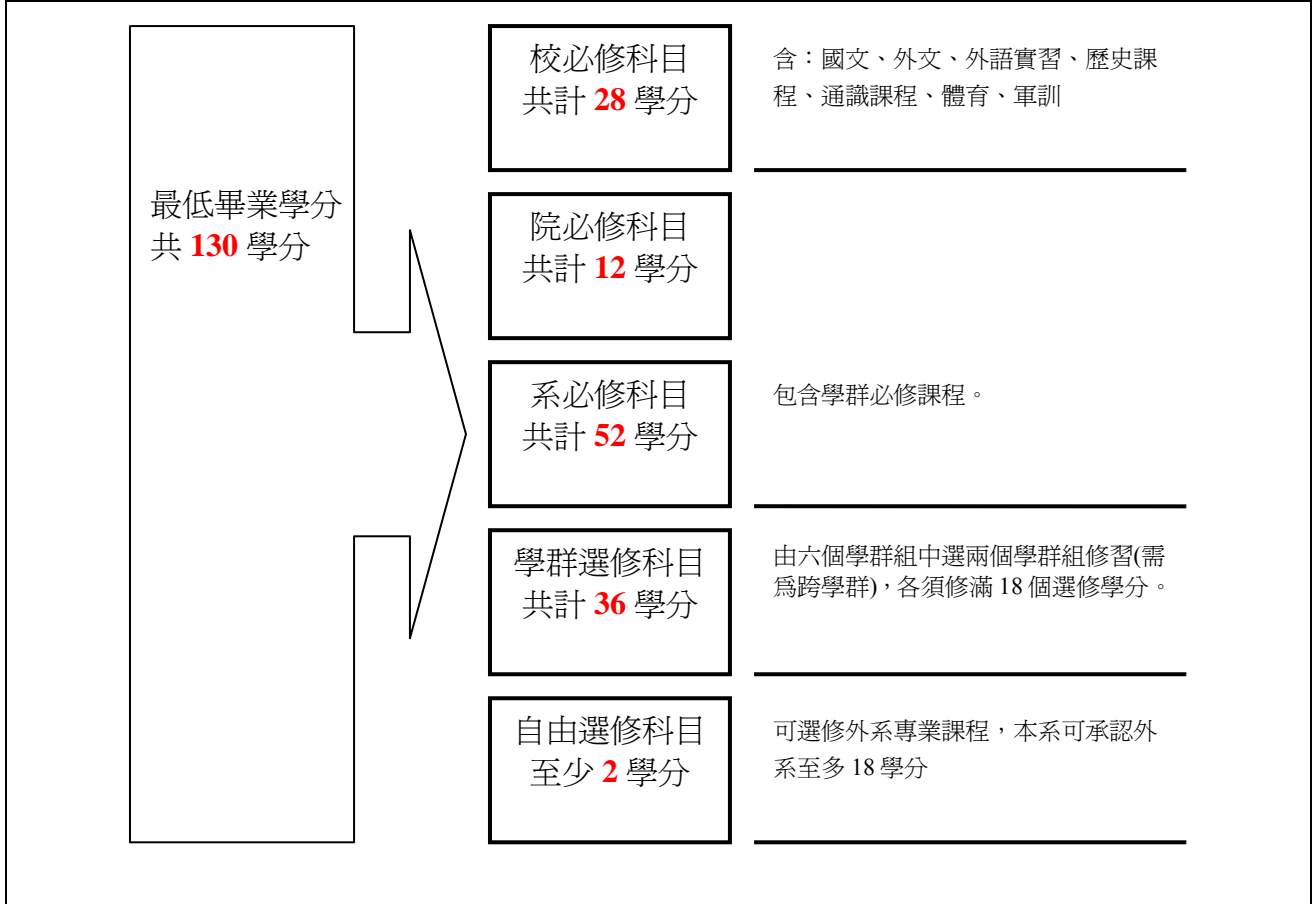 最低畢業學分
共 130 學分
校必修科目
共計 28 學分
含：國文、外文、外語實習、歷史課
程、通識課程、體育、軍訓
院必修科目
共計 12 學分
系必修科目
共計 52 學分
包含學群必修課程。
學群選修科目
共計 36 學分
由六個學群組中選兩個學群組修習(需
為跨學群)，各須修滿 18 個選修學分。
自由選修科目
至少 2 學分
可選修外系專業課程，本系可承認外
系至多 18 學分